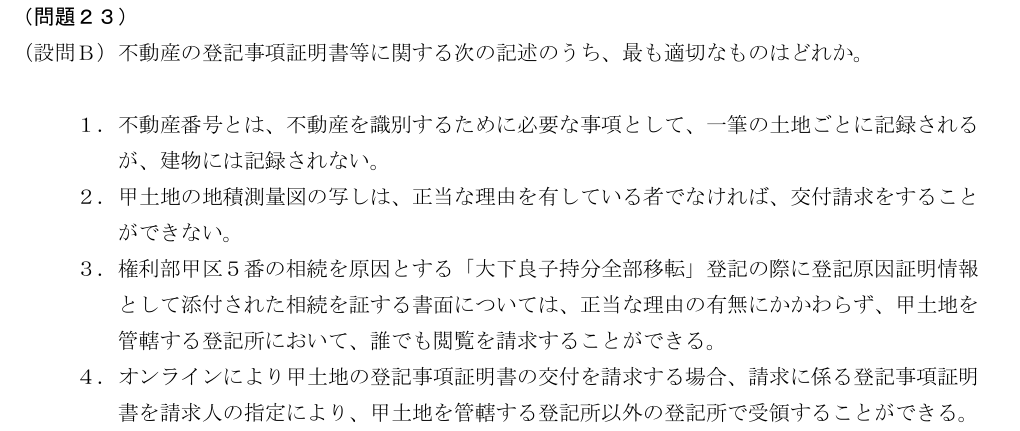 （問題２３）
（設問Ｂ）不動産の登記事項証明書等に関する次の記述のうち、最も適切なものはどれか。
１．不動産番号とは、不動産を識別するために必要な事項として、一筆の土地ごとに記録される
が、建物には記録されない。
２．甲土地の地積測量図の写しは、正当な理由を有している者でなければ、交付請求をすること
ができない。
３．権利部甲区５番の相続を原因とする「大下良子持分全部移転」登記の際に登記原因証明情報
として添付された相続を証する書面については、正当な理由の有無にかかわらず、甲土地を
管轄する登記所において、誰でも閲覧を請求することができる。
４．オンラインにより甲土地の登記事項証明書の交付を請求する場合、請求に係る登記事項証明
書を請求人の指定により、甲土地を管轄する登記所以外の登記所で受領することができる。